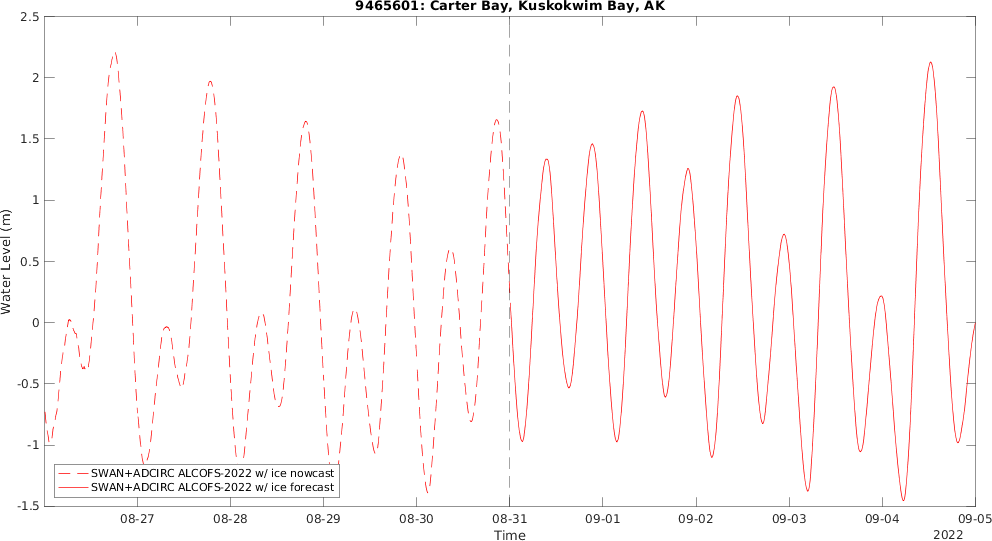 9465601: Carter Bay, Kuskokwim Bay, AK
2.5
2
1.5
1
0.5
0
-0.5
-1
-1.5
Water Level (m)
SWAN+ADCIRC ALCOFS-2022 w/ ice nowcast
SWAN+ADCIRC ALCOFS-2022 w/ ice forecast
08-27 08-28 08-29 08-30 08-31 09-01 09-02 09-03 09-04 09-05
Time
2022